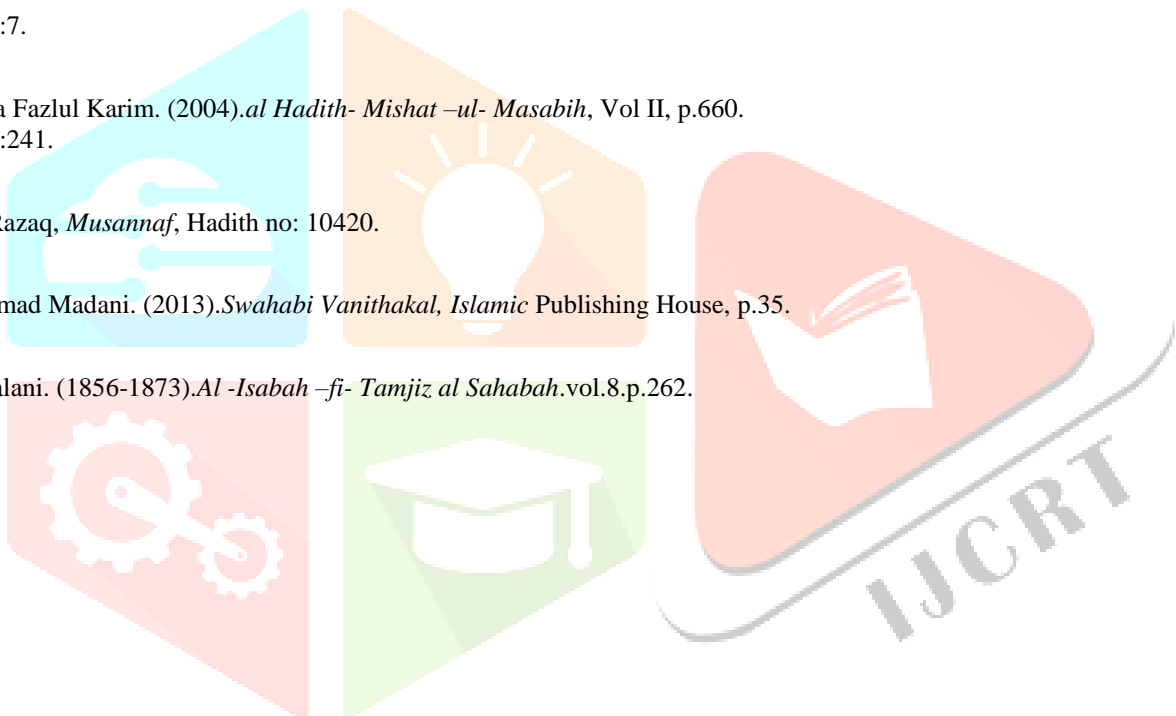 :7.
a Fazlul Karim. (2004).al Hadith- Mishat –ul- Masabih, Vol II, p.660.
:241.
Razaq, Musannaf, Hadith no: 10420.
mad Madani. (2013).Swahabi Vanithakal, Islamic Publishing House, p.35.
alani. (1856-1873).Al -Isabah –fi- Tamjiz al Sahabah.vol.8.p.262.
IJCRT